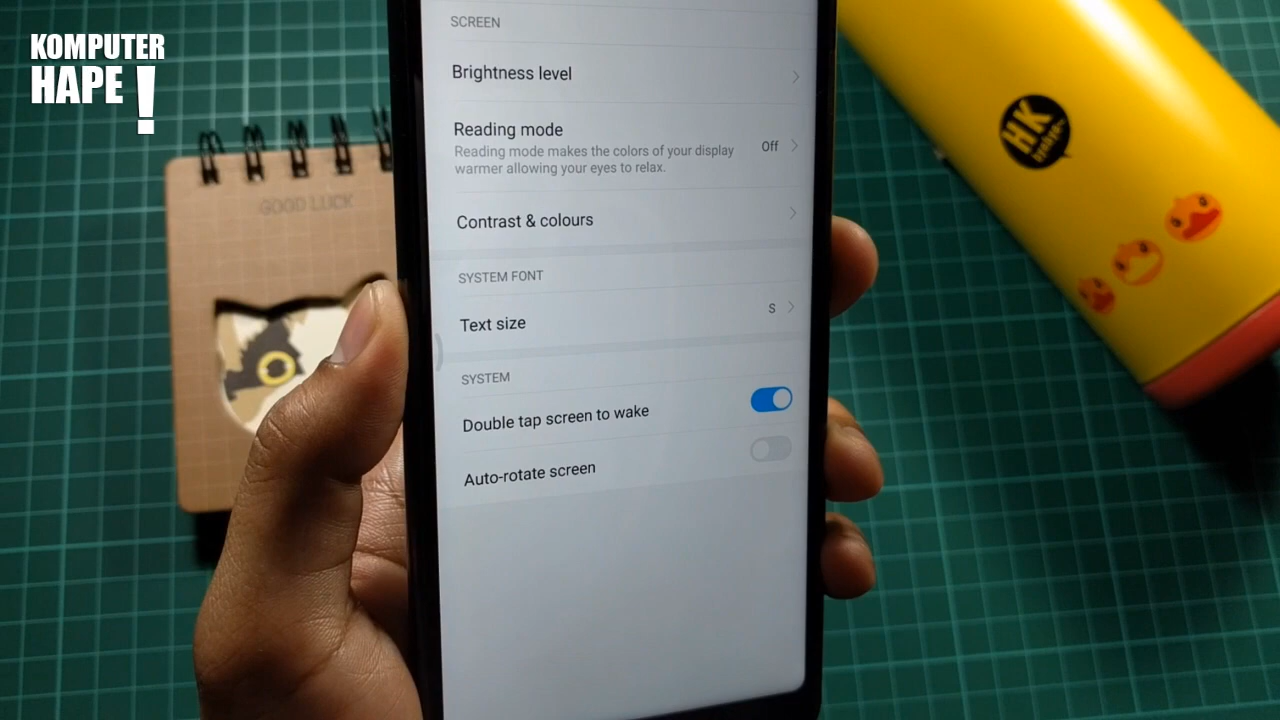 KOMPUTER
HAPE !
GOOD LUCK
HK
SCREEN
Brightness level
Reading mode
Off
Reading mode makes the colors of your display
warmer allowing your eyes to relax.
Contrast & colours
SYSTEM FONT
Text size
S
SYSTEM
Double tap screen to wake
Auto-rotate screen